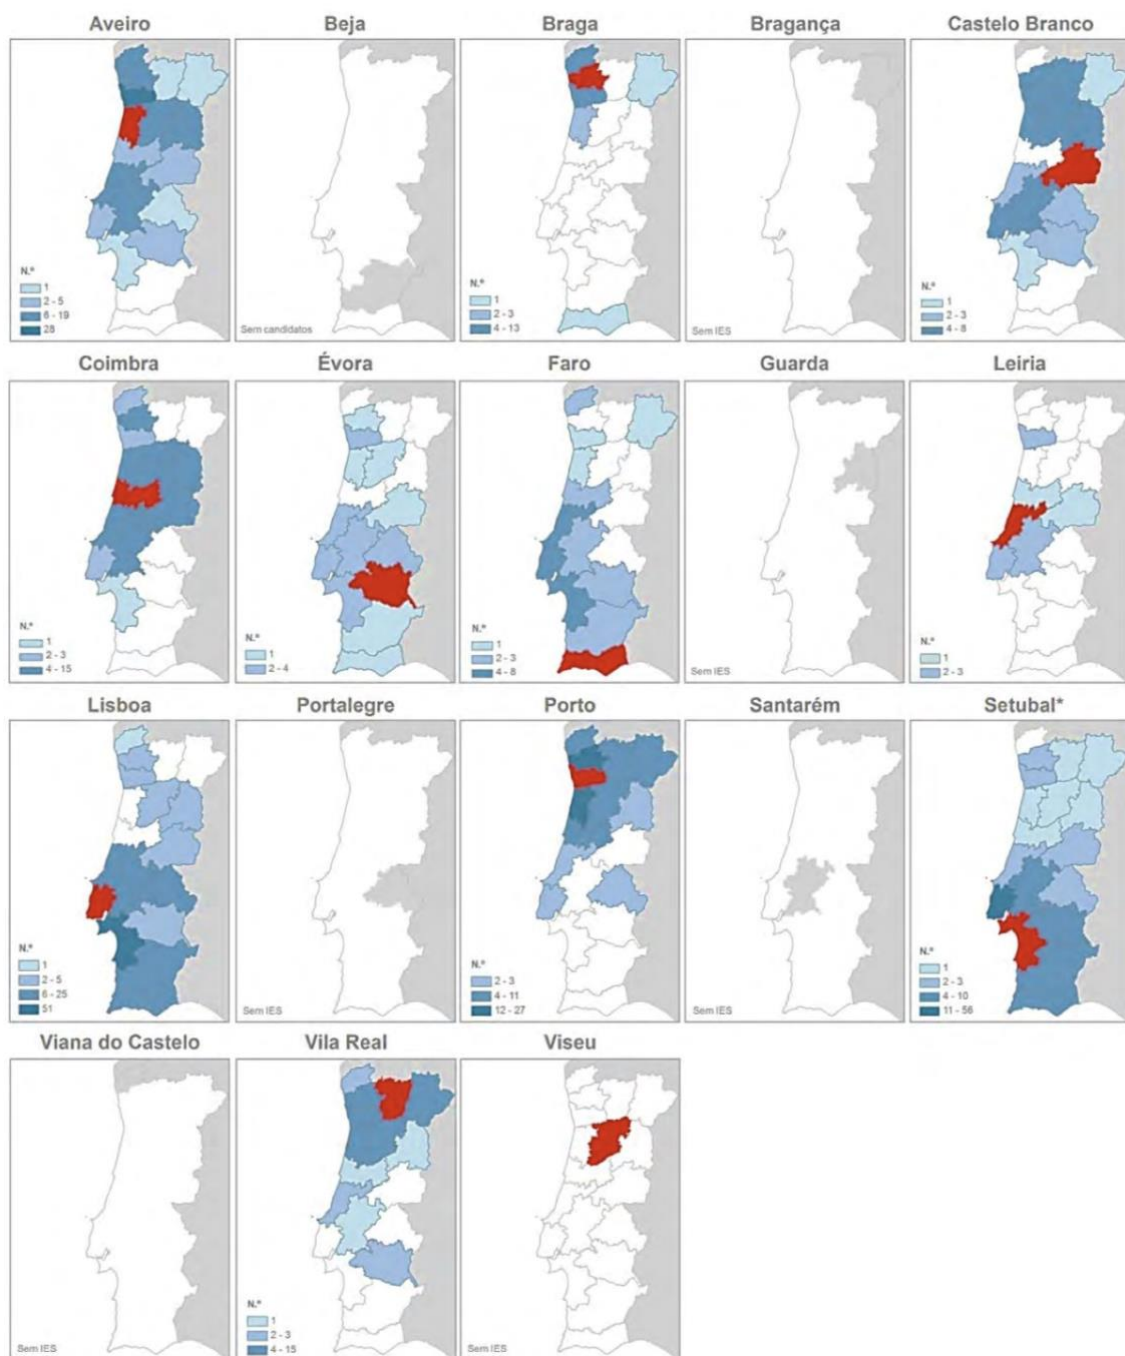 Aveiro
N.º
1
2 - 5
6 - 19
28
Beja
Sem candidatos
Braga
N.º
1
2 - 3
4 - 13
Bragança
Sem IES
Castelo Branco
N.º
1
2 - 3
4 - 8
Coimbra
N.º
1
2 - 3
4 - 15
Évora
N.º
1
2 - 4
Faro
N.º
1
2 - 3
4 - 8
Guarda
Sem IES
Leiria
N.º
1
2 - 3
Lisboa
N.º
1
2 - 5
6 - 25
51
Portalegre
Sem IES
Porto
N.º
2 - 3
4 - 11
12 - 27
Santarém
Sem IES
Setubal*
N.º
1
2 - 3
4 - 10
11 - 56
Viana do Castelo
Sem IES
Vila Real
N.º
1
2 - 3
4 - 15
Viseu